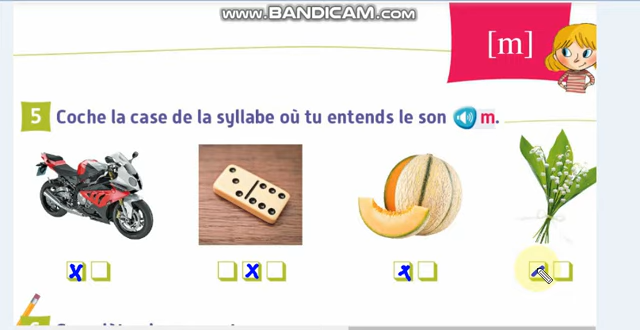 www.BANDICAM.com
[m]
5 Coche la case de la syllabe où tu entends le son m.
x
x
x